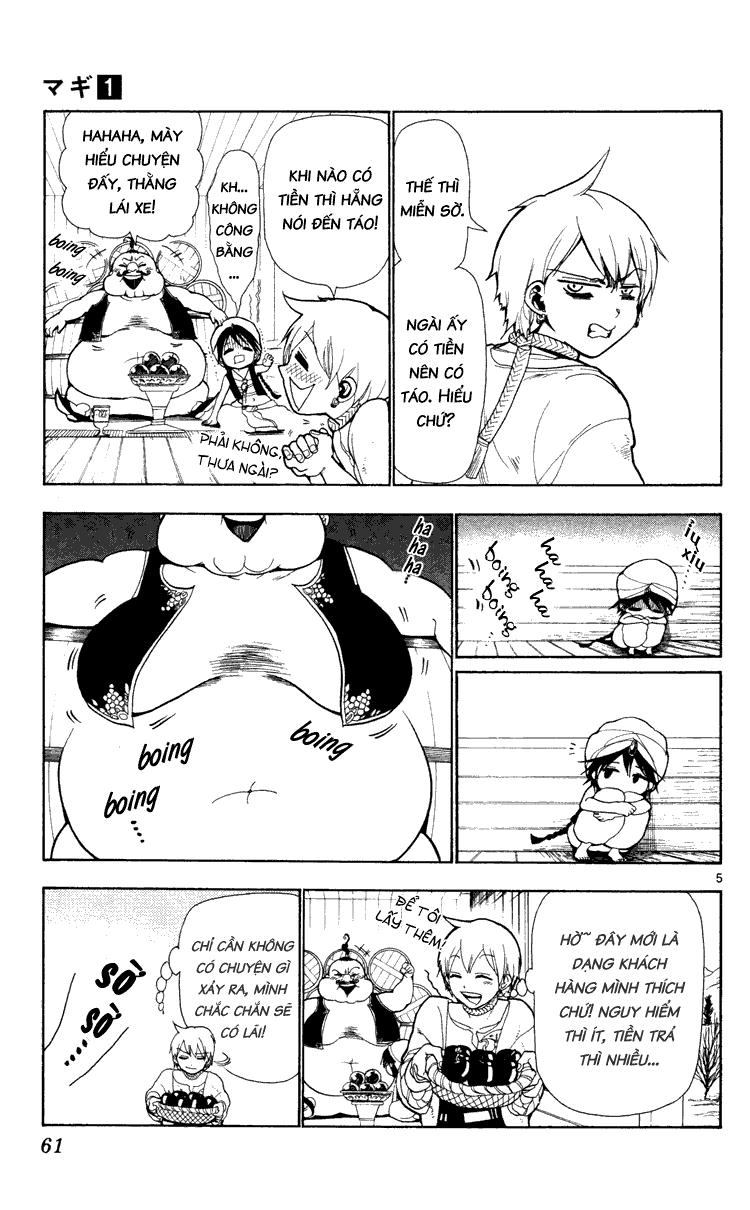 マギ1
THẾ THÌ
MIỄN SỜ.
NGÀI ẤY
CÓ TIỀN
NÊN CÓ
TÁO. HIỂU
CHỨ?
KHI NÀO CÓ
TIỀN THÌ HẴNG
NÓI ĐẾN TÁO!
KH...
KHÔNG
CÔNG
BẰNG
...
HAHAHA, MÀY
HIỂU CHUYỆN
ĐẤY, THẰNG
LÁI XE!
boing
boing
PHẢI KHÔNG,
THƯA NGÀI?
ỉu
xìu
......
ha
ha
ha
ha
boing
boing
......
ha
ha
ha
...
boing
boing
boing
....
5
HỜ~ ĐÂY MỚI LÀ
DẠNG KHÁCH
HÀNG MÌNH THÍCH
CHỨ! NGUY HIỂM
THÌ ÍT, TIỀN TRẢ
THÌ NHIỀU...
ĐỂ TÔI
LẤY THÊM!
CHỈ CẦN KHÔNG
CÓ CHUYỆN GÌ
XẢY RA, MÌNH
CHẮC CHẮN SẼ
CÓ LÃI!
SỜ!
SỜ!
.....
61